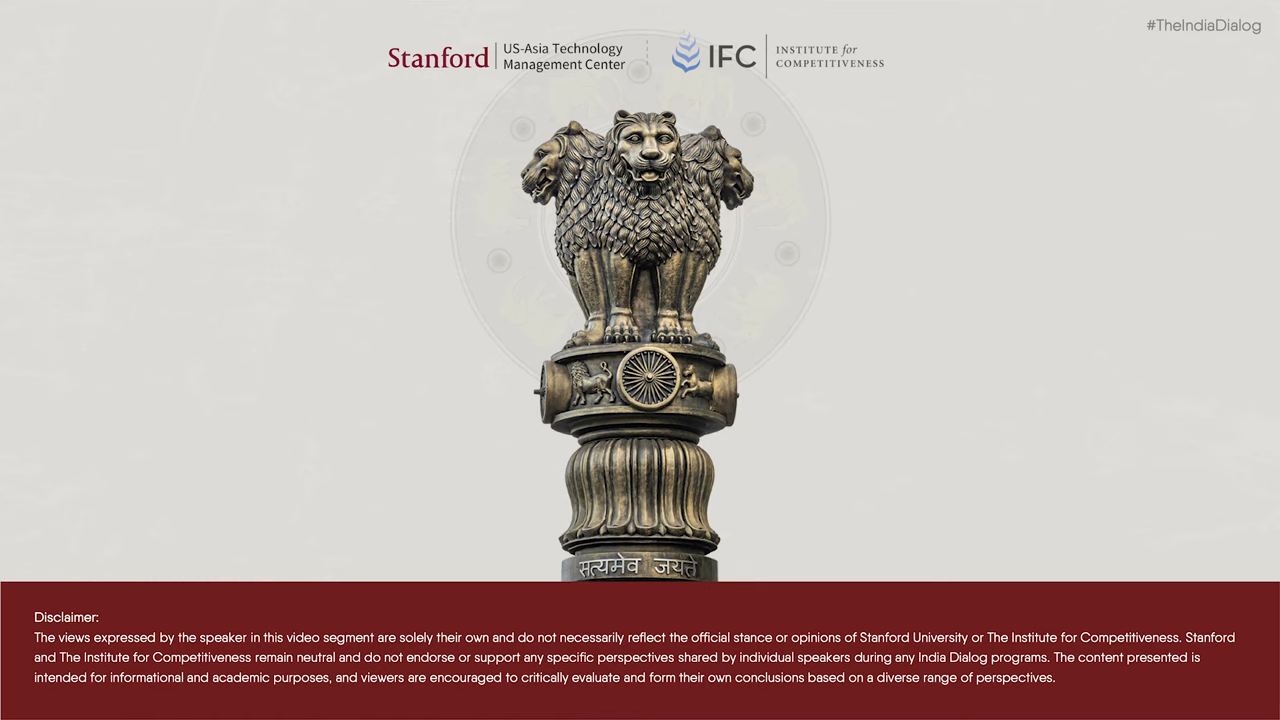 #TheIndiaDialog
Stanford
US-Asia Technology
Management Center
IFC
INSTITUTE for
COMPETITIVENESS
सत्यमेव जयते
Disclaimer:
The views expressed by the speaker in this video segment are solely their own and do not necessarily reflect the official stance or opinions of Stanford University or The Institute for Competitiveness. Stanford
and The Institute for Competitiveness remain neutral and do not endorse or support any specific perspectives shared by individual speakers during any India Dialog programs. The content presented is
intended for informational and academic purposes, and viewers are encouraged to critically evaluate and form their own conclusions based on a diverse range of perspectives.